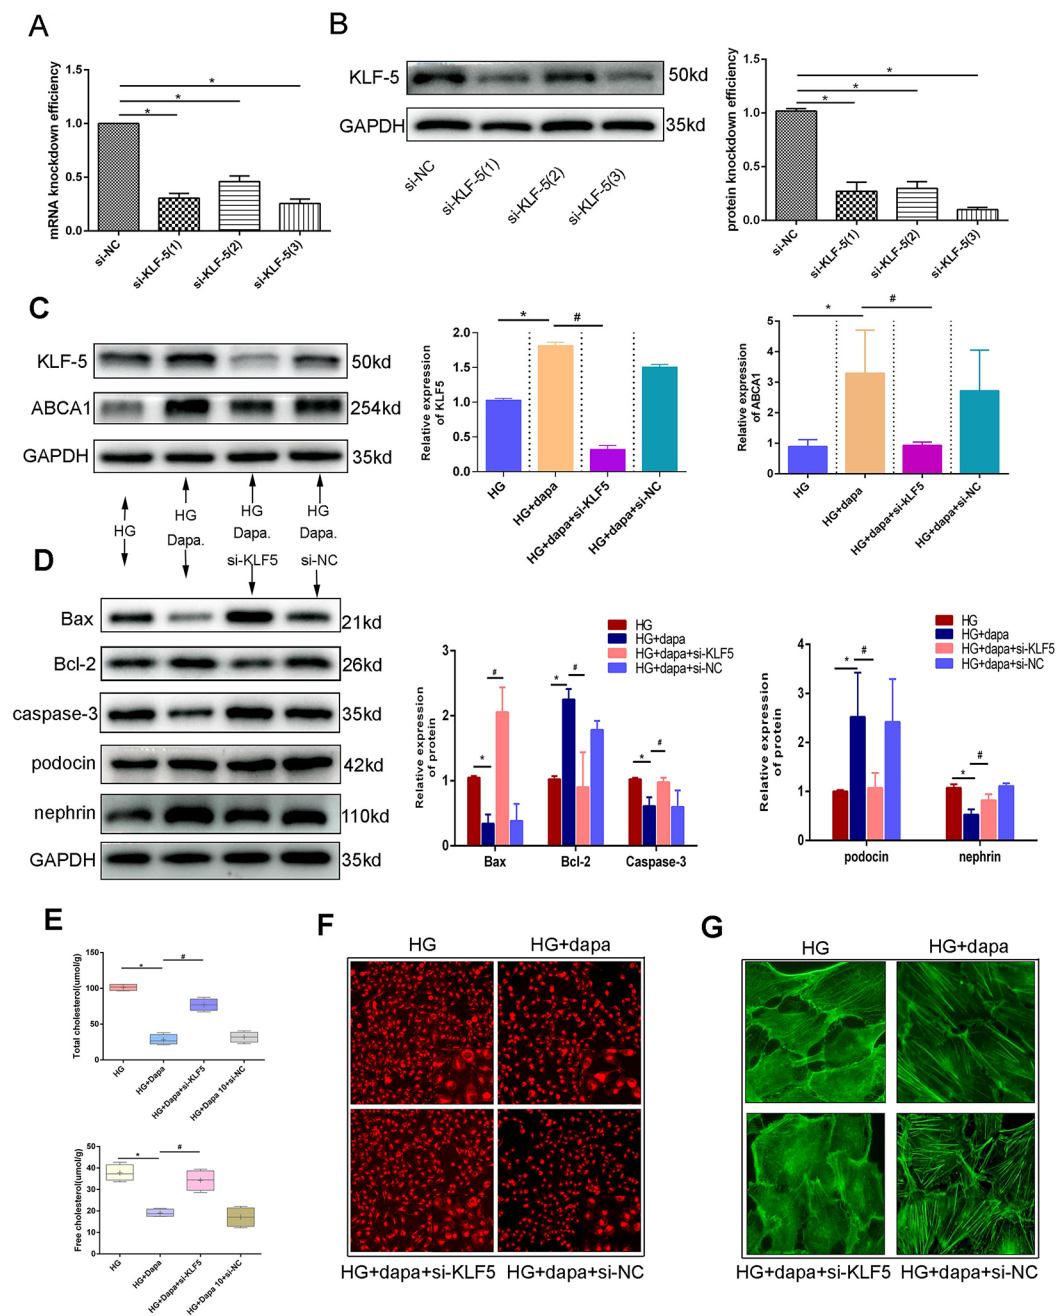 A
mRNA knockdown efficiency
1.5
1.0
0.5
0.0
*
*
*
si-NC
si-KLF-5(1)
si-KLF-5(2)
si-KLF-5(3)
B
KLF-5
50kd
GAPDH
35kd
si-NC
si-KLF-5(1)
si-KLF-5(2)
si-KLF-5(3)
protein knockdown efficiency
1.5
1.0
0.5
0.0
*
*
*
si-NC
si-KLF-5(1)
si-KLF-5(2)
si-KLF-5(3)
C
KLF-5
50kd
ABCA1
254kd
GAPDH
35kd
HG
HG
Dapa.
HG
Dapa.
si-KLF5
HG
Dapa.
si-NC
Relative expression
of KLF5
2.0
1.5
1.0
0.5
0.0
*
#
HG
HG+dapa
HG+dapa+si-KLF5
HG+dapa+si-NC
Relative expression
of ABCA1
5
4
3
2
1
0
*
#
HG
HG+dapa
HG+dapa+si-KLF5
HG+dapa+si-NC
D
Bax
21kd
Bcl-2
26kd
caspase-3
35kd
podocin
42kd
nephrin
110kd
GAPDH
35kd
HG
HG+dapa
HG+dapa+si-KLF5
HG+dapa+si-NC
Relative expression
of protein
3
2
1
0
*
#
*
#
*
#
Bax
Bcl-2
Caspase-3
HG
HG+dapa
HG+dapa+si-KLF5
HG+dapa+si-NC
Relative expression
of protein
4
3
2
1
0
*
#
*
#
podocin
nephrin
E
Total cholesterol(umol/g)
150
100
50
0
*
#
HG
HG+Dapa
HG+Dapa+si-KLF5
HG+Dapa 10+si-NC
Free cholesterol(umol/g)
50
40
30
20
10
0
*
#
HG
HG+Dapa
HG+Dapa+si-KLF5
HG+Dapa 10+si-NC
F
HG
HG+dapa
HG+dapa+si-KLF5
HG+dapa+si-NC
G
HG
HG+dapa
HG+dapa+si-KLF5
HG+dapa+si-NC